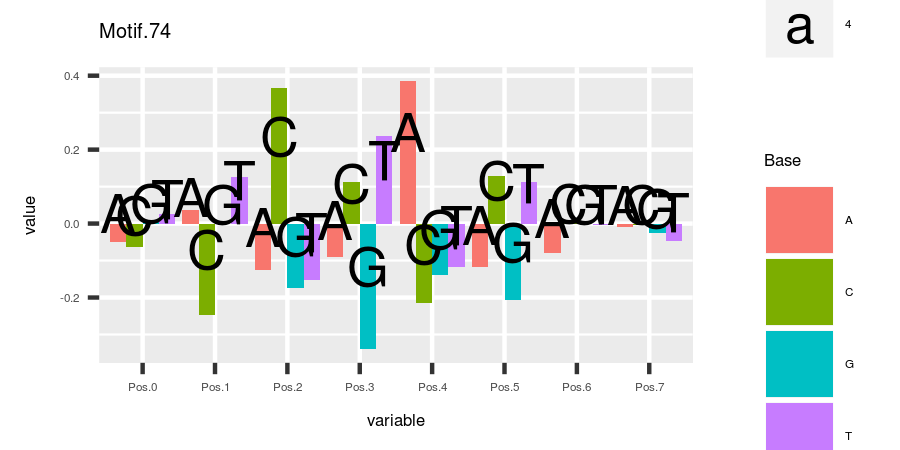 Motif.74
a 4
0.4
0.2
0.0
-0.2
value
A C G T A C G T A C G T A C G T A C G T A C G T A C G T A C G T
Pos.0 Pos.1 Pos.2 Pos.3 Pos.4 Pos.5 Pos.6 Pos.7
variable
Base
A
C
G
T